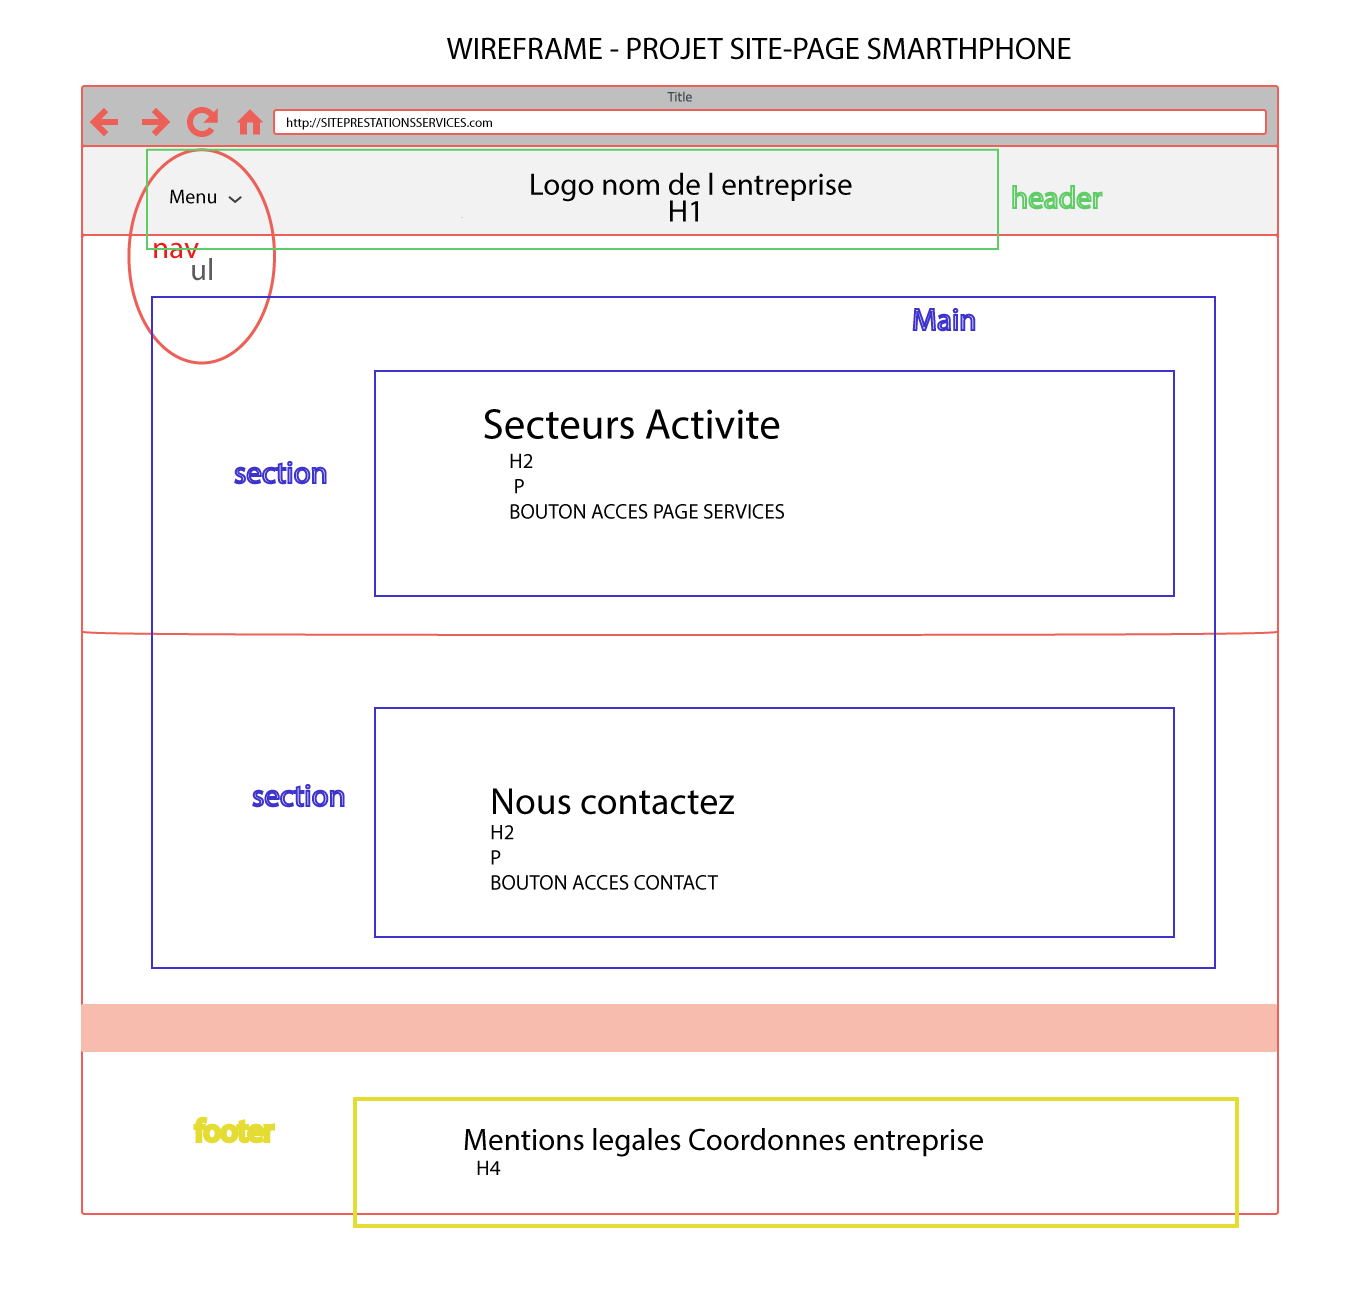 WIREFRAME - PROJET SITE-PAGE SMARTHPHONE
Title
http://SITEPRESTATIONSSERVICES.com
Menu
Logo nom de l entreprise
H1
header
nav
ul
Main
Secteurs Activite
section
H2
P
BOUTON ACCES PAGE SERVICES
section
Nous contactez
H2
P
BOUTON ACCES CONTACT
footer
Mentions legales Coordonnes entreprise
H4